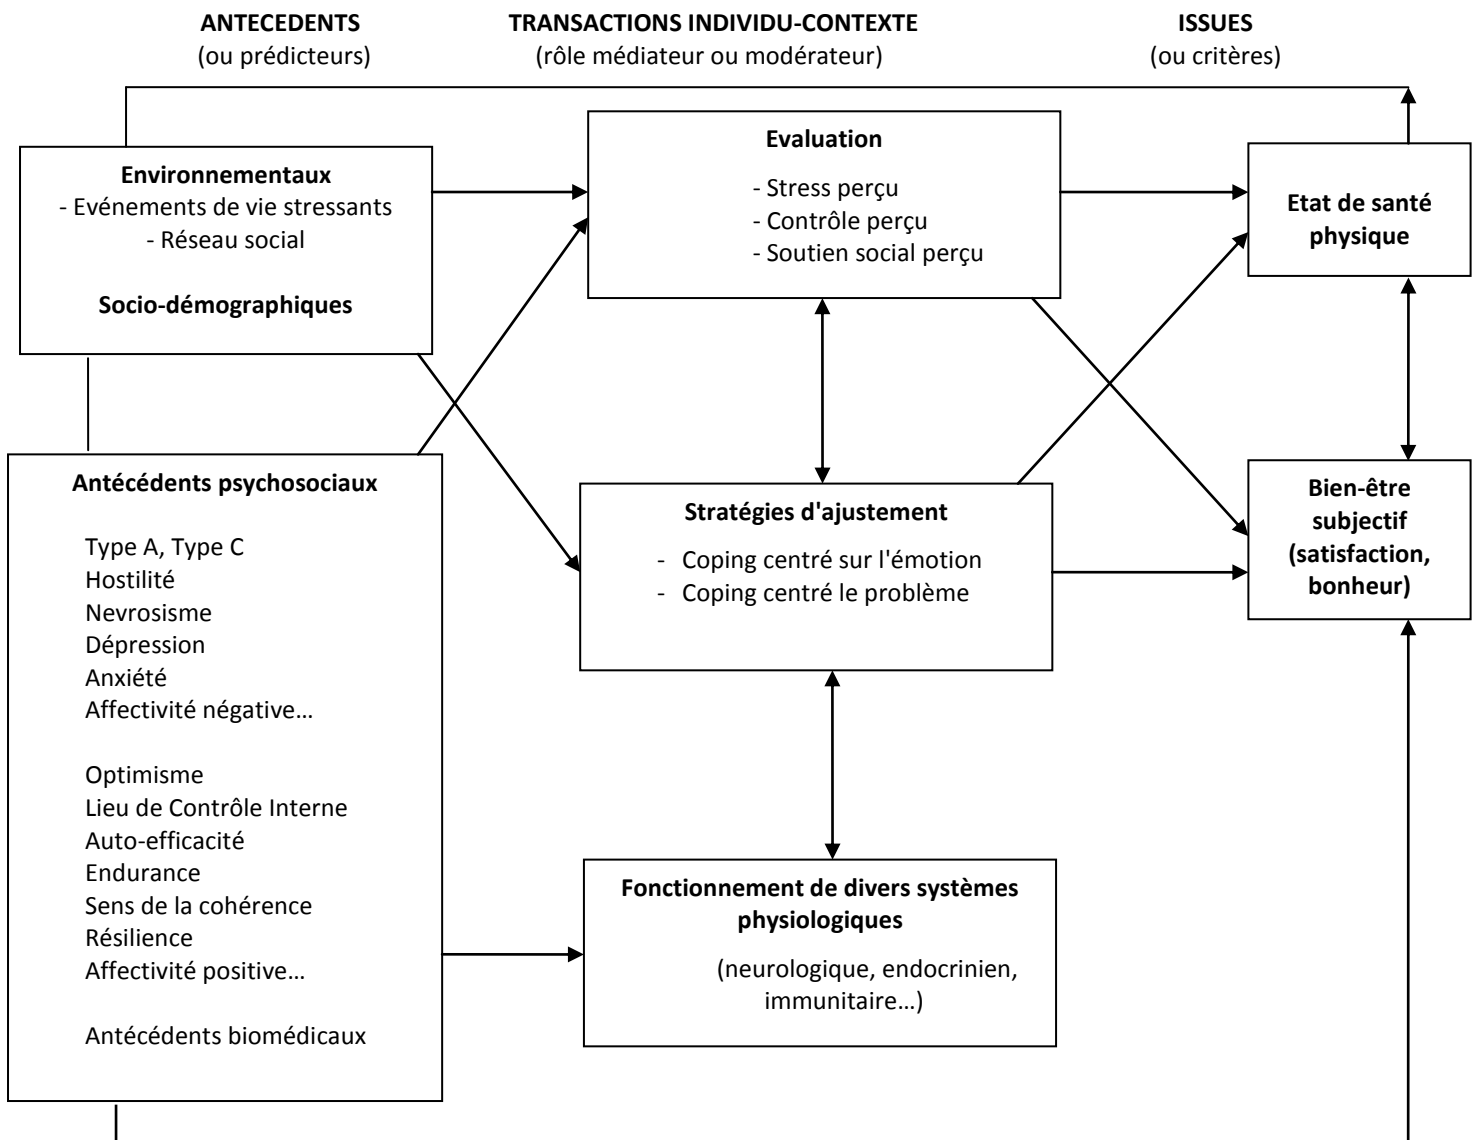 ANTECEDENTS
(ou prédicteurs)
TRANSACTIONS INDIVIDU-CONTEXTE
(rôle médiateur ou modérateur)
ISSUES
(ou critères)
Environnementaux
- Evénements de vie stressants
- Réseau social
Socio-démographiques
Antécédents psychosociaux
Type A, Type C
Hostilité
Nevrosisme
Dépression
Anxiété
Affectivité négative…
Optimisme
Lieu de Contrôle Interne
Auto-efficacité
Endurance
Sens de la cohérence
Résilience
Affectivité positive…
Antécédents biomédicaux
Evaluation
- Stress perçu
- Contrôle perçu
- Soutien social perçu
Stratégies d'ajustement
- Coping centré sur l'émotion
- Coping centré le problème
Fonctionnement de divers systèmes
physiologiques
(neurologique, endocrinien,
immunitaire…)
Etat de santé
physique
Bien-être
subjectif
(satisfaction,
bonheur)